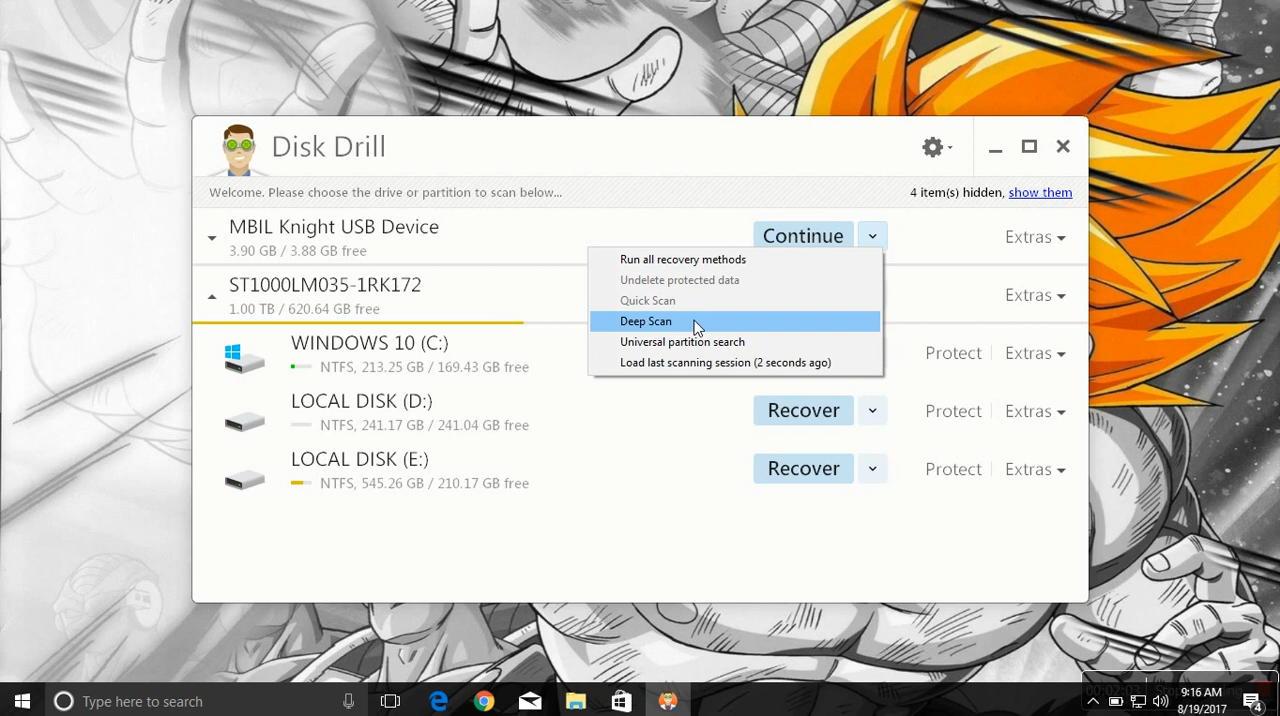 Disk Drill
Welcome. Please choose the drive or partition to scan below...
4 item(s) hidden, show them
MBIL Knight USB Device
3.90 GB / 3.88 GB free
Continue
Extras
Run all recovery methods
Undelete protected data
Quick Scan
Deep Scan
Universal partition search
Load last scanning session (2 seconds ago)
ST1000LM035-1RK172
1.00 TB / 620.64 GB free
Extras
WINDOWS 10 (C:)
NTFS, 213.25 GB / 169.43 GB free
Protect
Extras
LOCAL DISK (D:)
NTFS, 241.17 GB / 241.04 GB free
Recover
Protect
Extras
LOCAL DISK (E:)
NTFS, 545.26 GB / 210.17 GB free
Recover
Protect
Extras
Type here to search
00:02:03
9:16 AM
8/19/2017
4